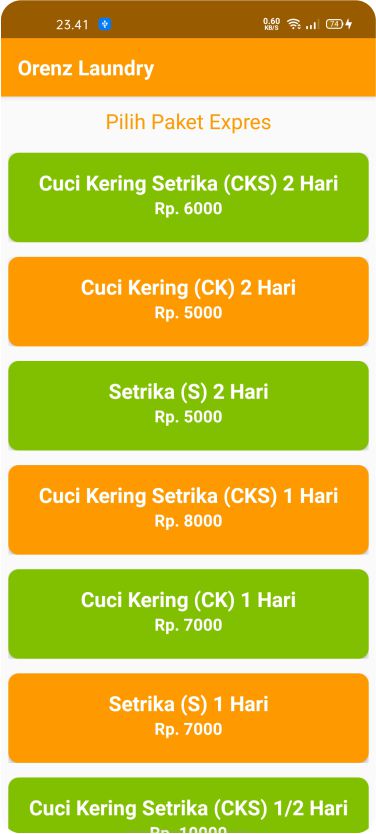 23.41
0.60
KB/S
74
Orenz Laundry
Pilih Paket Expres
Cuci Kering Setrika (CKS) 2 Hari
Rp. 6000
Cuci Kering (CK) 2 Hari
Rp. 5000
Setrika (S) 2 Hari
Rp. 5000
Cuci Kering Setrika (CKS) 1 Hari
Rp. 8000
Cuci Kering (CK) 1 Hari
Rp. 7000
Setrika (S) 1 Hari
Rp. 7000
Cuci Kering Setrika (CKS) 1/2 Hari
Rp. 10000